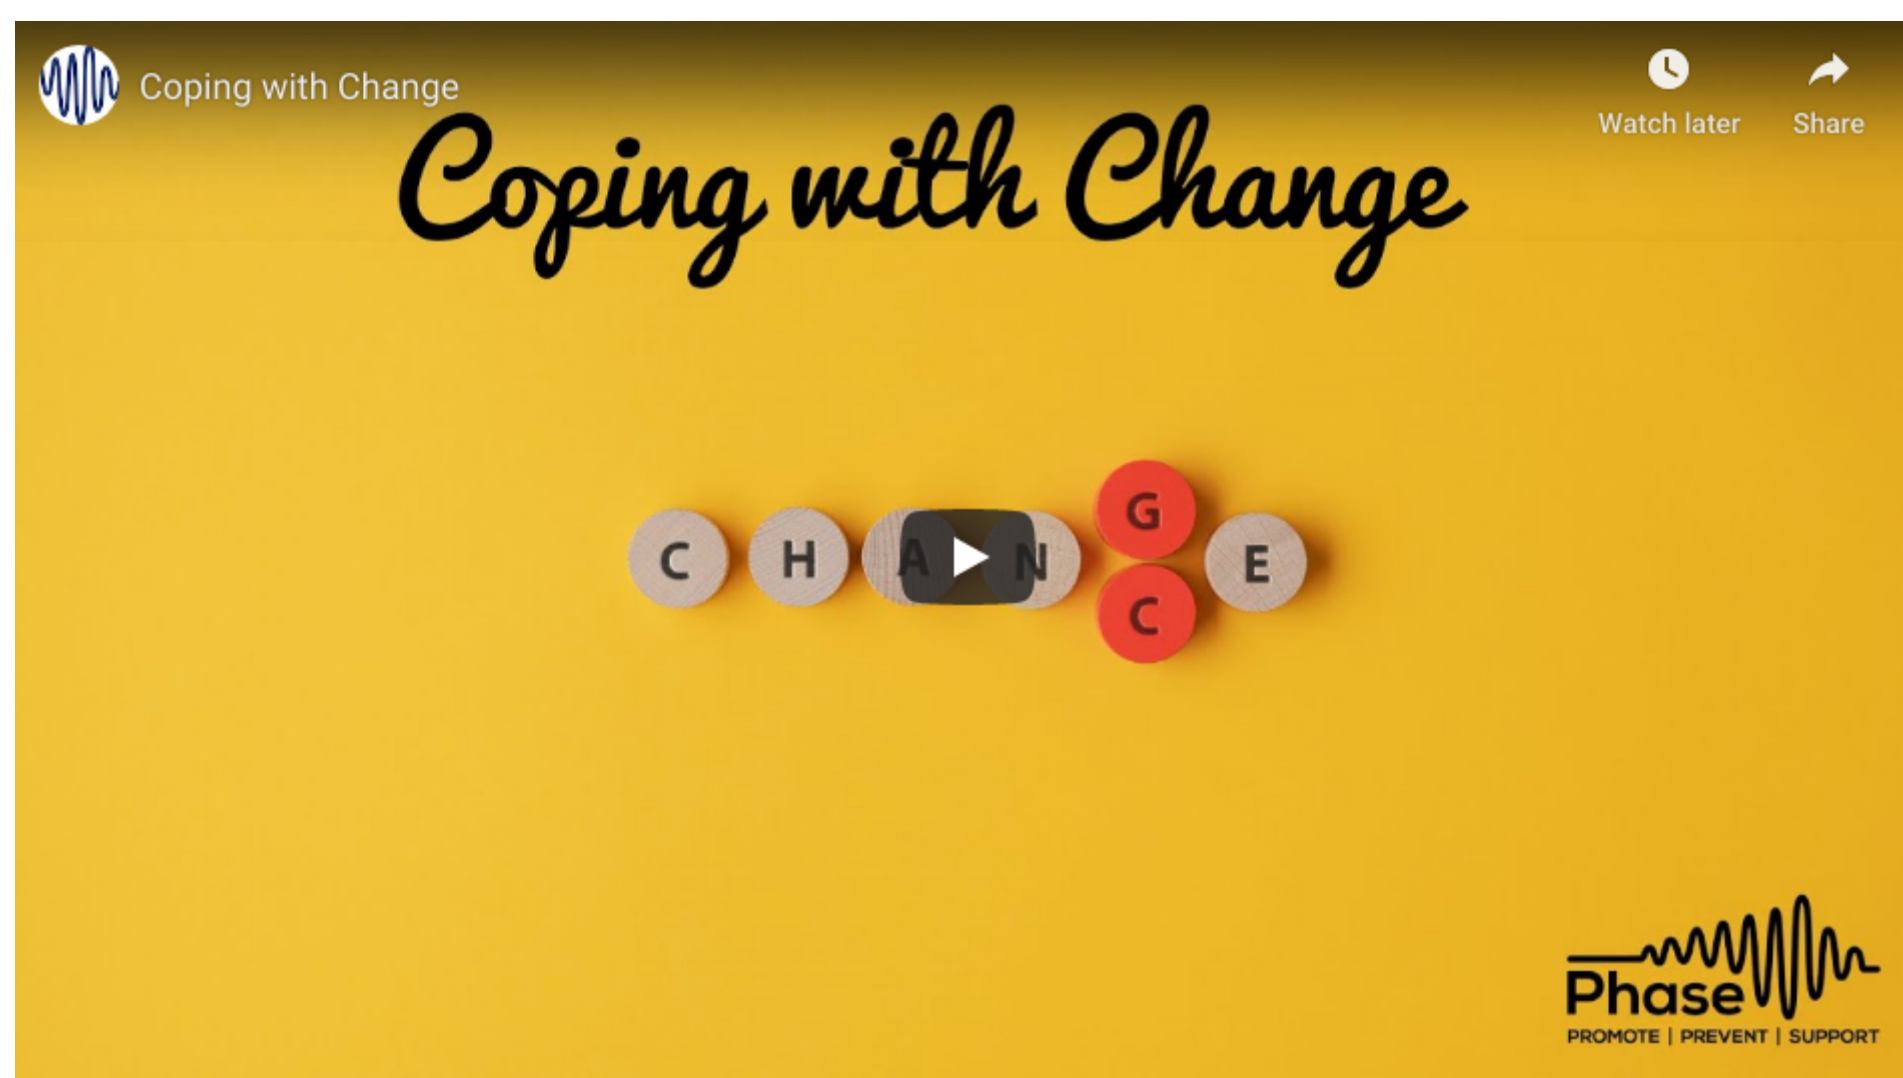 Coping with Change
Watch later
Share
Coping with Change
G
C H A N E
C
Phase
PROMOTE | PREVENT | SUPPORT